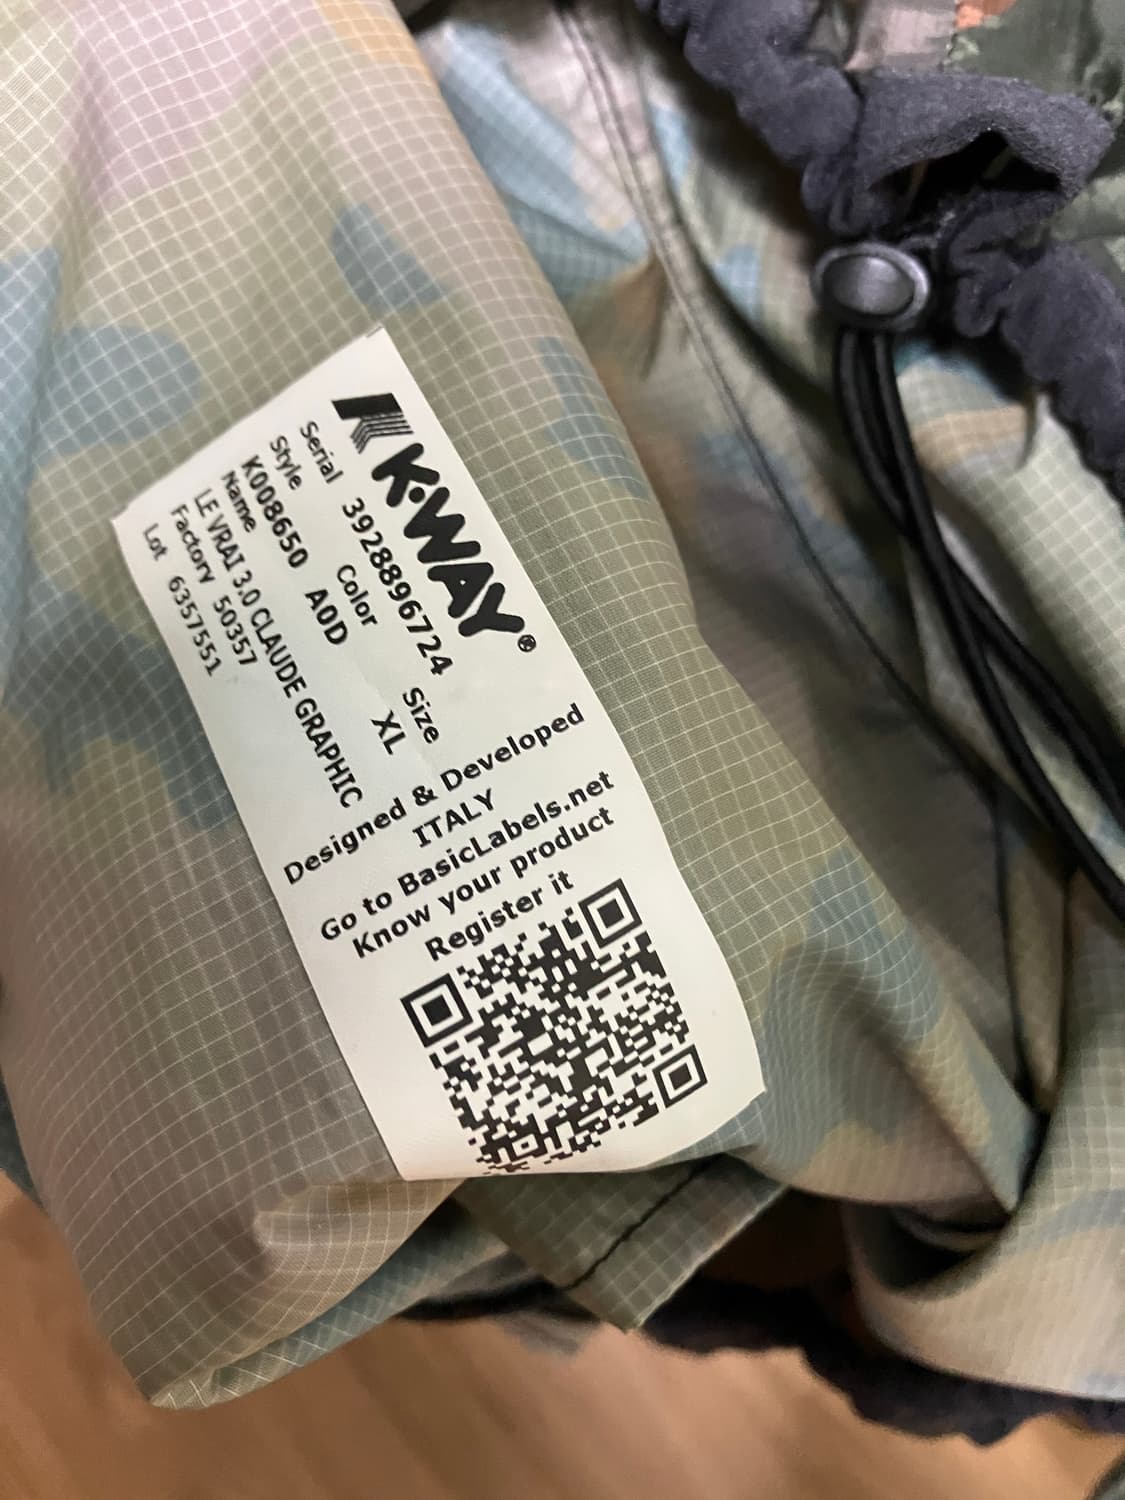 K·WAY®
Serial 3928896724
Style Color Size
K008650 A0D XL
Name
LE VRAI 3.0 CLAUDE GRAPHIC
Factory 50357
Lot 6357551
Designed & Developed
ITALY
Go to BasicLabels.net
Know your product
Register it